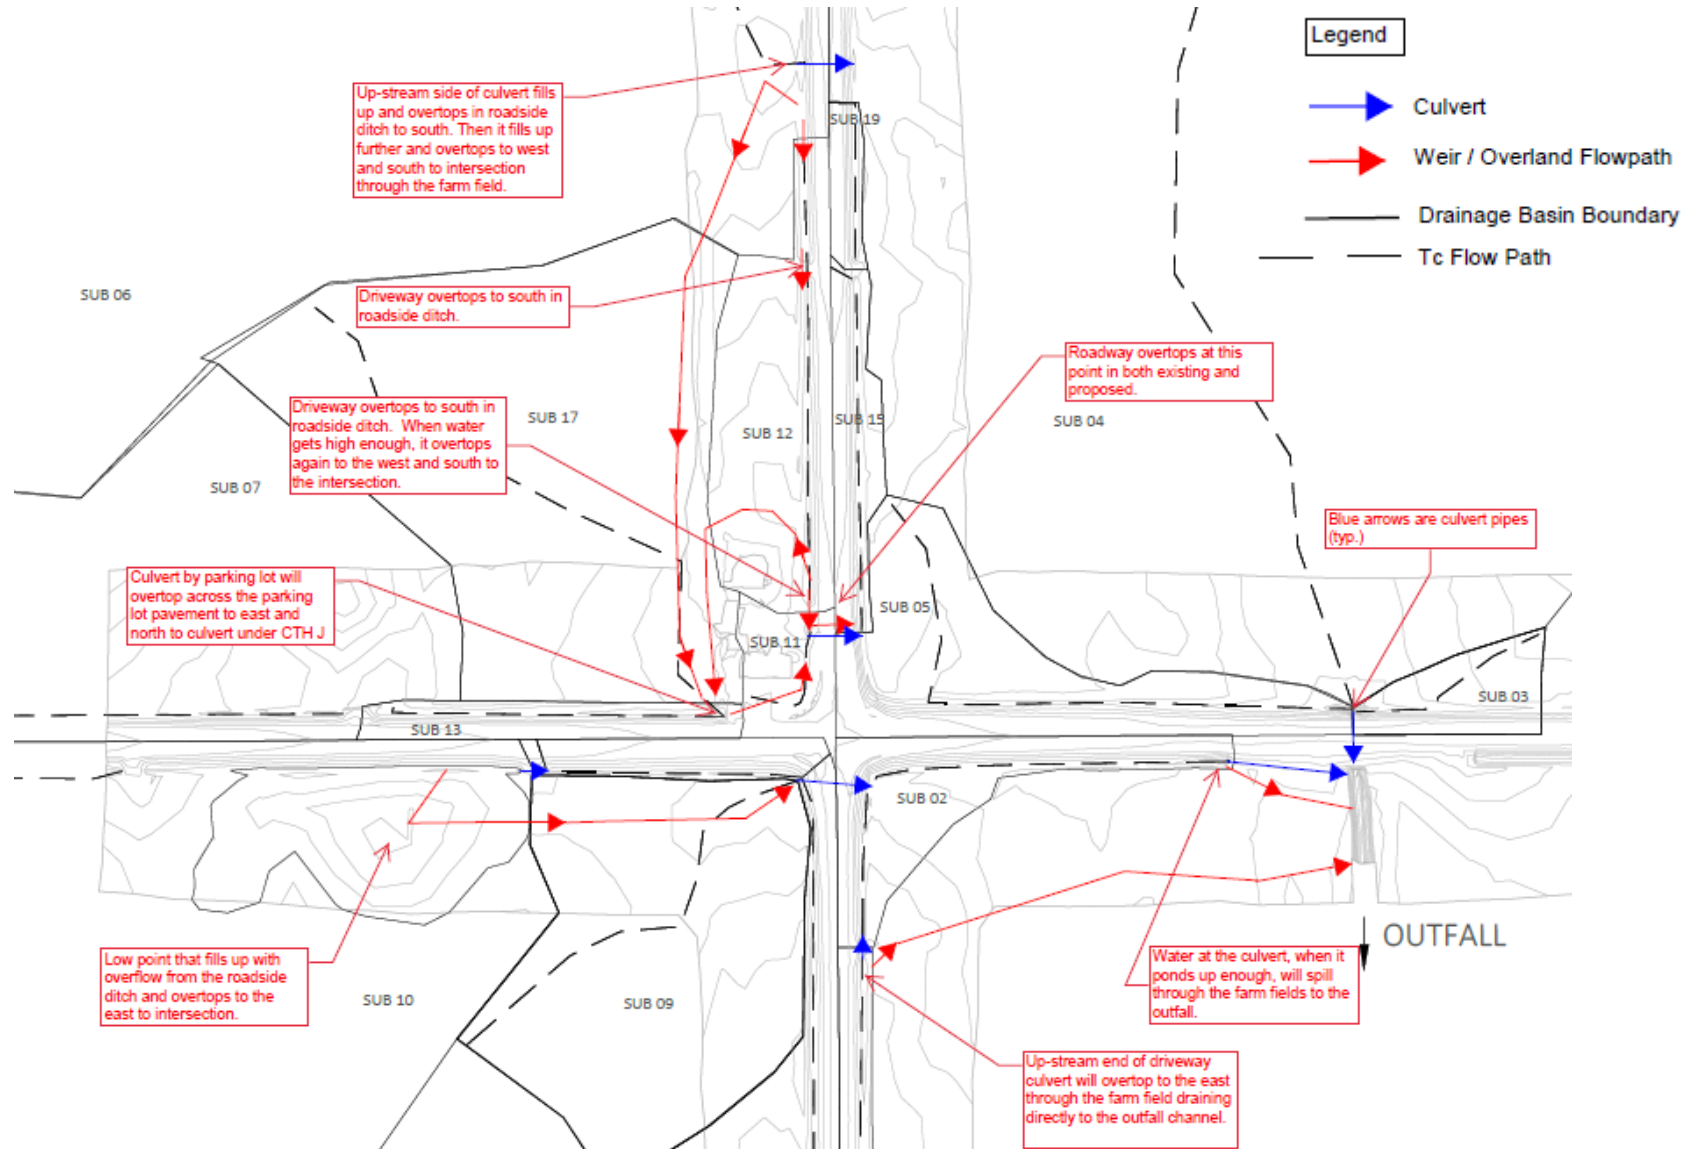 Legend
Culvert
Weir / Overland Flowpath
Drainage Basin Boundary
Tc Flow Path
Up-stream side of culvert fills
up and overtops in roadside
ditch to south. Then it fills up
further and overtops to west
and south to intersection
through the farm field.
SUB 19
SUB 06
Driveway overtops to south in
roadside ditch.
Roadway overtops at this
point in both existing and
proposed.
Driveway overtops to south in
roadside ditch. When water
gets high enough, it overtops
again to the west and south to
the intersection.
SUB 17
SUB 12
SUB 15
SUB 04
SUB 07
Blue arrows are culvert pipes
(typ.)
Culvert by parking lot will
overtop across the parking
lot pavement to east and
north to culvert under CTH J
SUB 05
SUB 11
SUB 03
SUB 13
SUB 02
OUTFALL
Low point that fills up with
overflow from the roadside
ditch and overtops to the
east to intersection.
Water at the culvert, when it
ponds up enough, will spill
through the farm fields to the
outfall.
SUB 10
SUB 09
Up-stream end of driveway
culvert will overtop to the east
through the farm field draining
directly to the outfall channel.